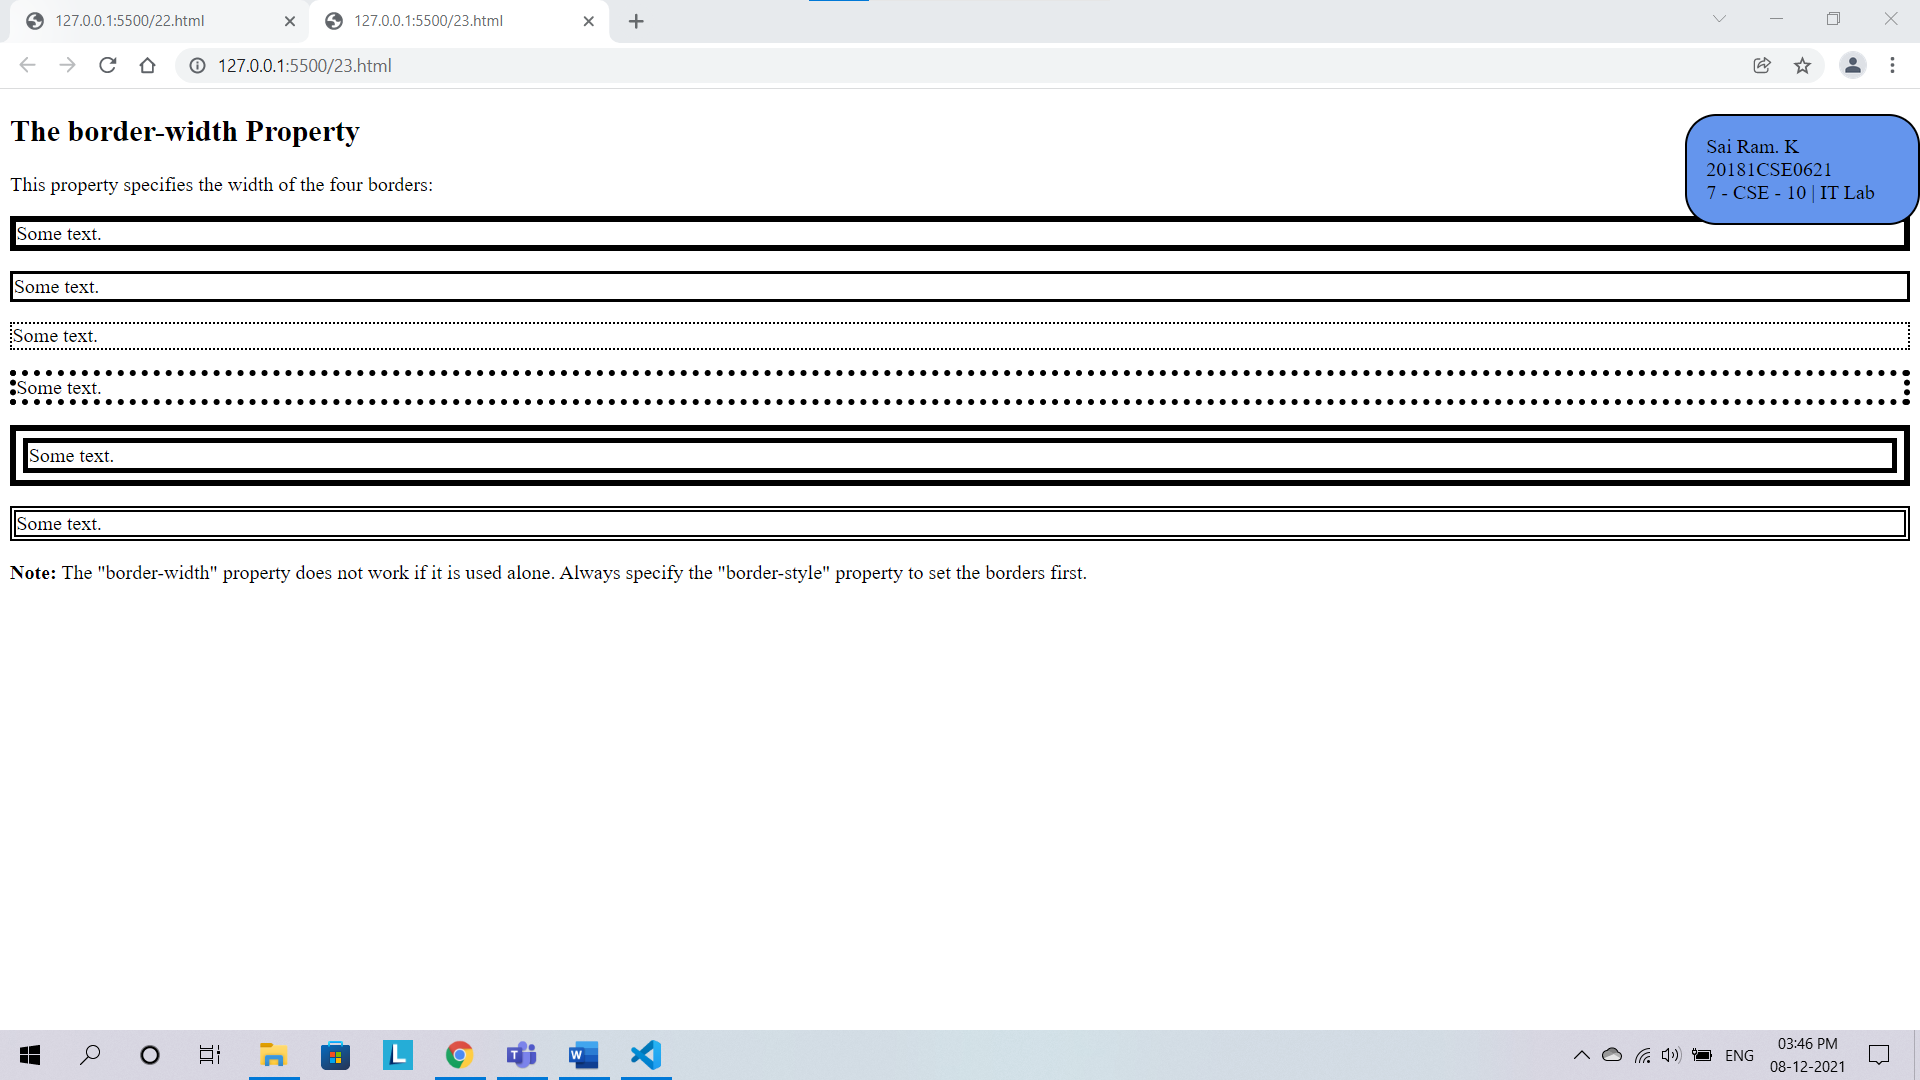 127.0.0.1:5500/22.html
127.0.0.1:5500/23.html
127.0.0.1:5500/23.html
The border-width Property
Sai Ram. K
20181CSE0621
7 - CSE - 10 | IT Lab
This property specifies the width of the four borders:
Some text.
Some text.
Some text.
Some text.
Some text.
Some text.
Note: The "border-width" property does not work if it is used alone. Always specify the "border-style" property to set the borders first.
L
T
W
ENG
03:46 PM
08-12-2021